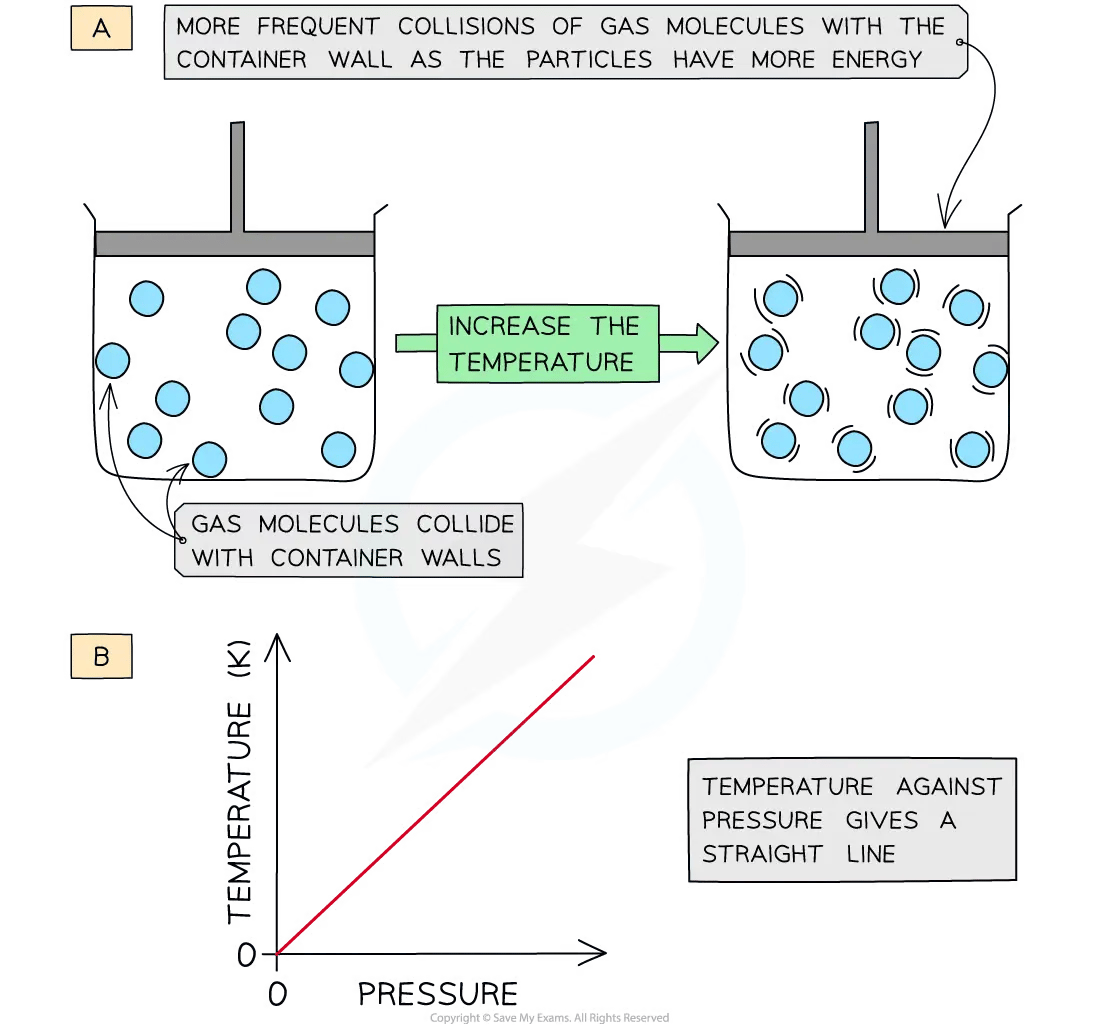 A
MORE FREQUENT COLLISIONS OF GAS MOLECULES WITH THE
CONTAINER WALL AS THE PARTICLES HAVE MORE ENERGY
INCREASE THE
TEMPERATURE
GAS MOLECULES COLLIDE
WITH CONTAINER WALLS
B
TEMPERATURE (K)
TEMPERATURE AGAINST
PRESSURE GIVES A
STRAIGHT LINE
0
0
PRESSURE
Copyright © Save My Exams. All Rights Reserved